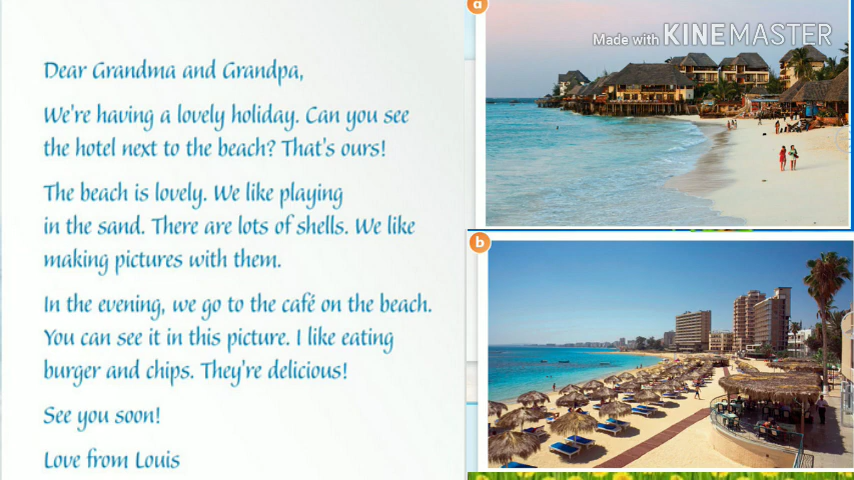 Dear Grandma and Grandpa,
We're having a lovely holiday. Can you see
the hotel next to the beach? That's ours!
The beach is lovely. We like playing
in the sand. There are lots of shells. We like
making pictures with them.
In the evening, we go to the café on the beach.
You can see it in this picture. I like eating
burger and chips. They're delicious!
See you soon!
Love from Louis
a
Made with KINEMASTER
b